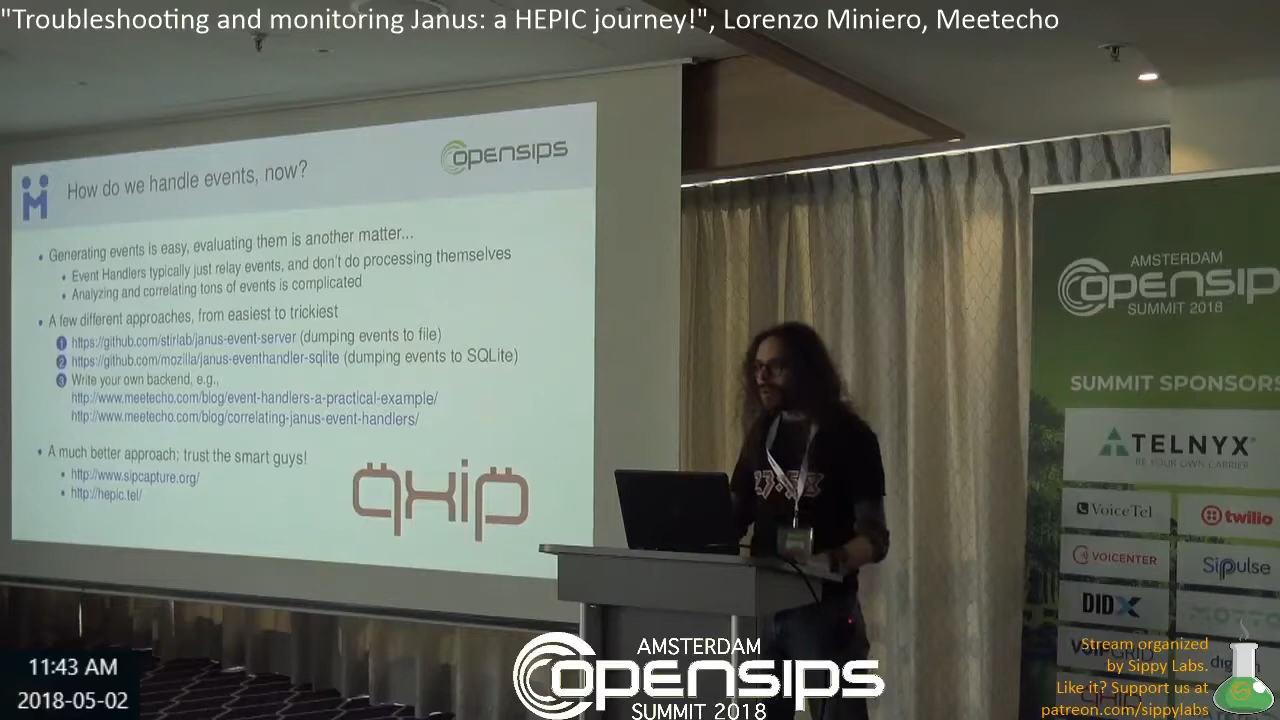 "Troubleshooting and monitoring Janus: a HEPIC journey!", Lorenzo Miniero, Meetecho
How do we handle events, now?
OPENSIPS
• Generating events is easy, evaluating them is another matter...
• Event Handlers typically just relay events, and don't do processing themselves
• Analyzing and correlating tons of events is complicated
• A few different approaches, from easiest to trickiest
1 https://github.com/stirlab/janus-event-server (dumping events to file)
2 https://github.com/mozilla/janus-eventhandler-sqlite (dumping events to SQLite)
3 Write your own backend, e.g.,
http://www.meetecho.com/blog/event-handlers-a-practical-example/
http://www.meetecho.com/blog/correlating-janus-event-handlers/
• A much better approach: trust the smart guys!
• http://www.sipcapture.org/
• http://hepic.tel/
qxip
AMSTERDAM
OPENSIP
SUMMIT 2018
SUMMIT SPONSORS
TELNYX
BE YOUR OWN CARRIER
VoiceTel
twilio
VOICENTER
Sippulse
DIDX
Stream organized
by Sippy Labs.
Like it? Support us at
patreon.com/sippylabs
11:43 AM
2018-05-02
AMSTERDAM
OPENSIPS
SUMMIT 2018